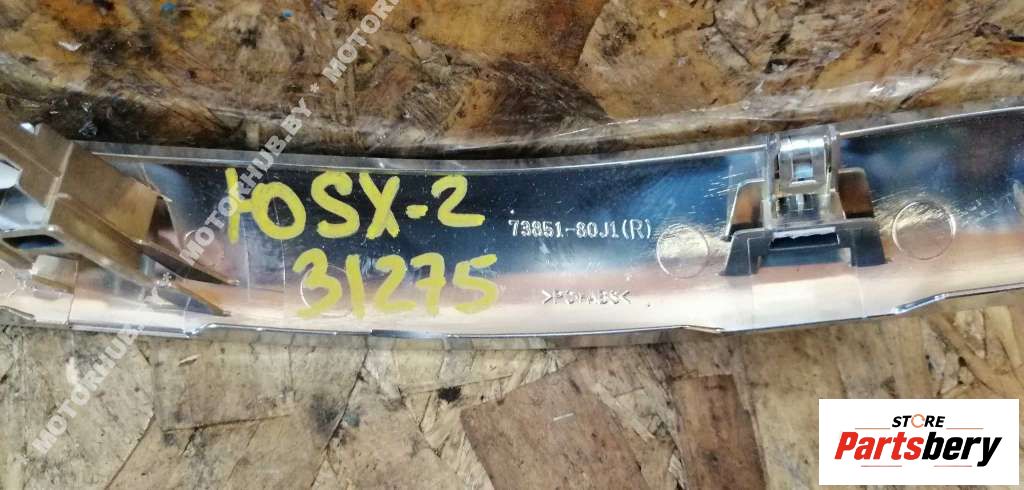 MOTORHUB.BY * MOTORHUB.BY
10SX-2
31275
73851-80J1(R)
>PC+ABS<
STORE
Partsbery